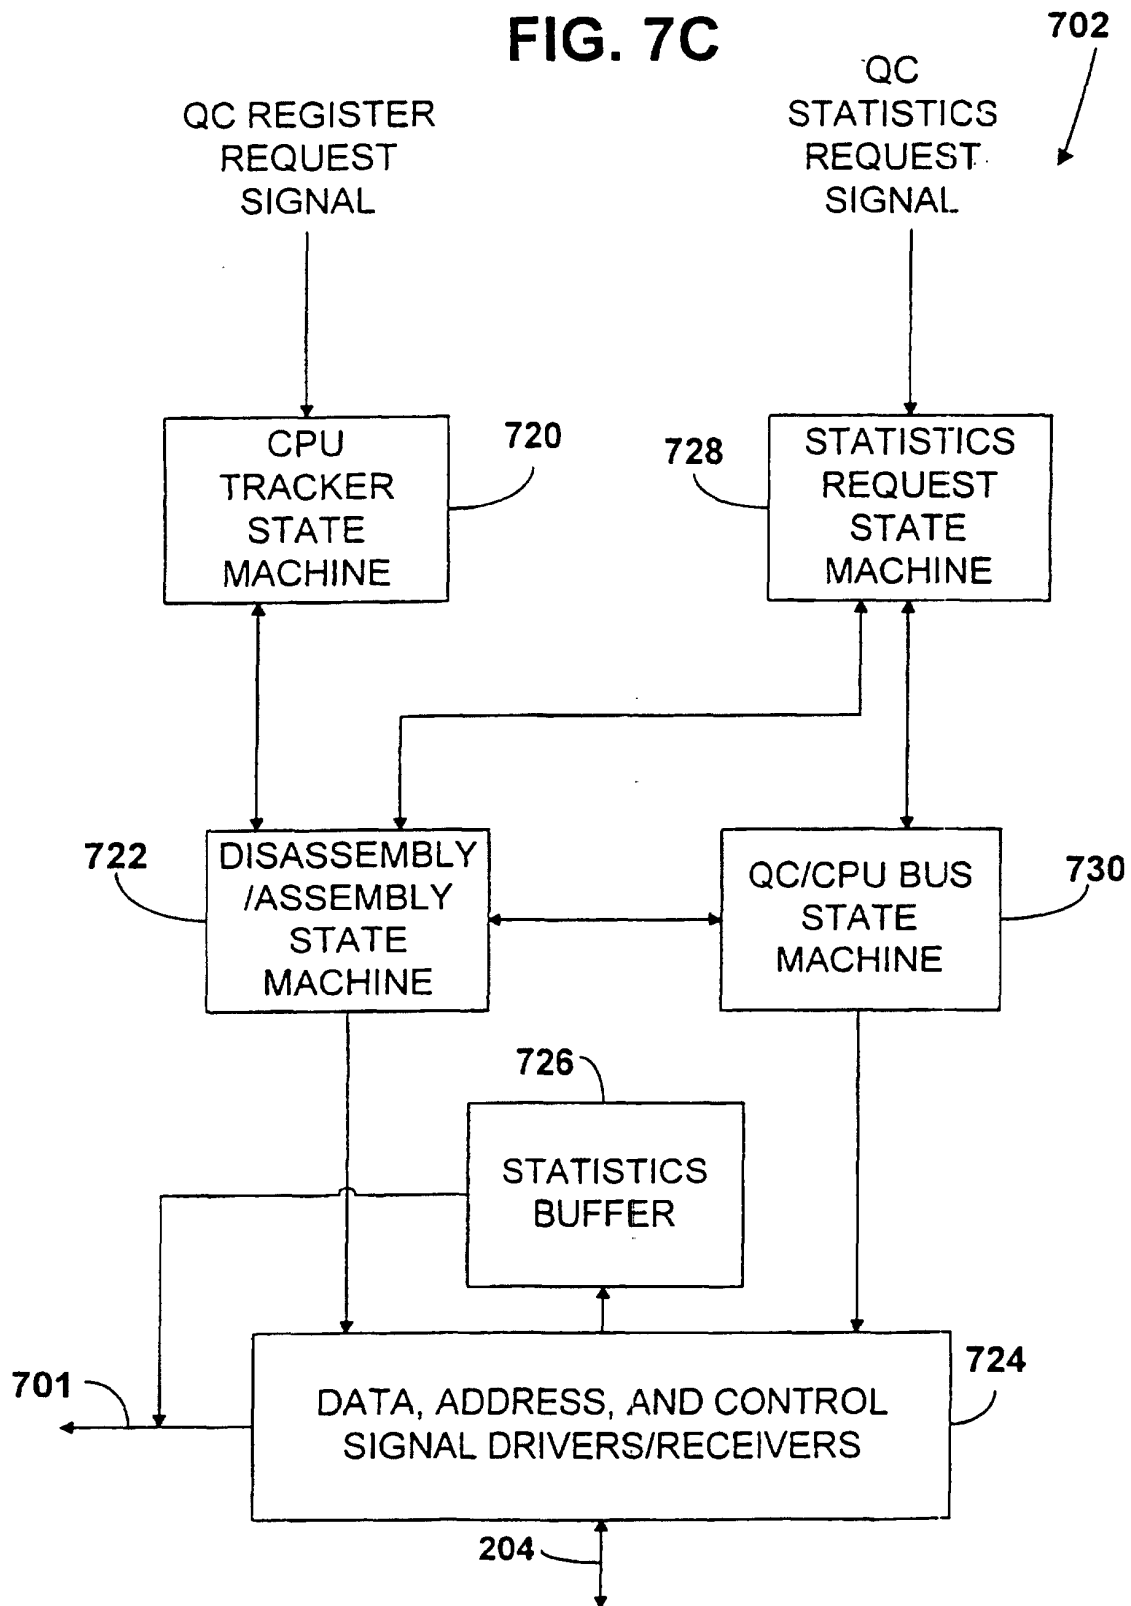 FIG. 7C
702
QC REGISTER
REQUEST
SIGNAL
QC
STATISTICS
REQUEST
SIGNAL
CPU
TRACKER
STATE
MACHINE
720
728
STATISTICS
REQUEST
STATE
MACHINE
722
DISASSEMBLY
/ASSEMBLY
STATE
MACHINE
QC/CPU BUS
STATE
MACHINE
730
726
STATISTICS
BUFFER
701
DATA, ADDRESS, AND CONTROL
SIGNAL DRIVERS/RECEIVERS
724
204